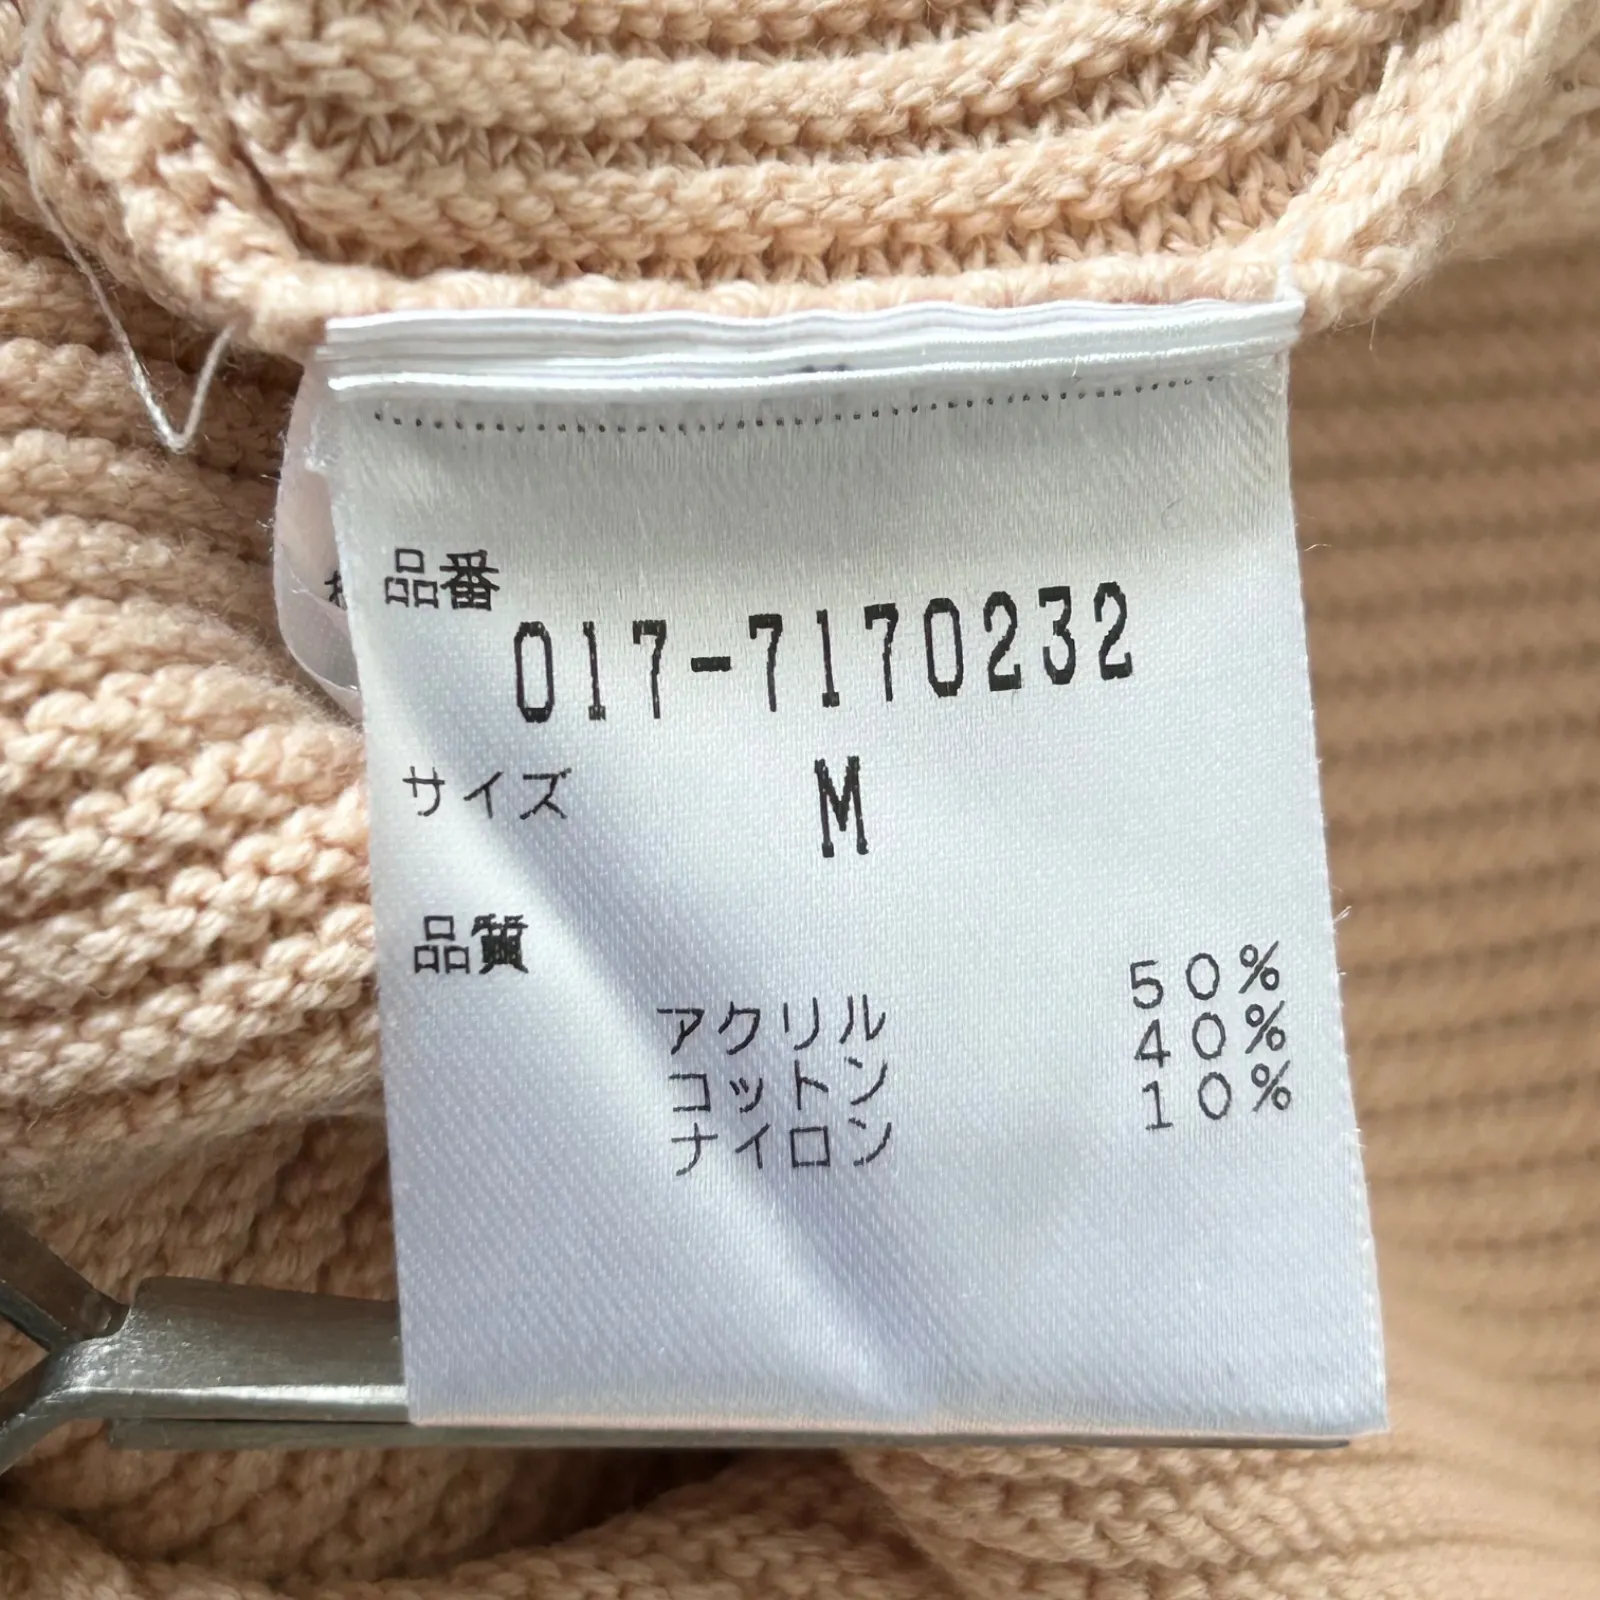 品番
017-7170232
サイズ M
品質
アクリル 50%
コットン 40%
ナイロン 10%